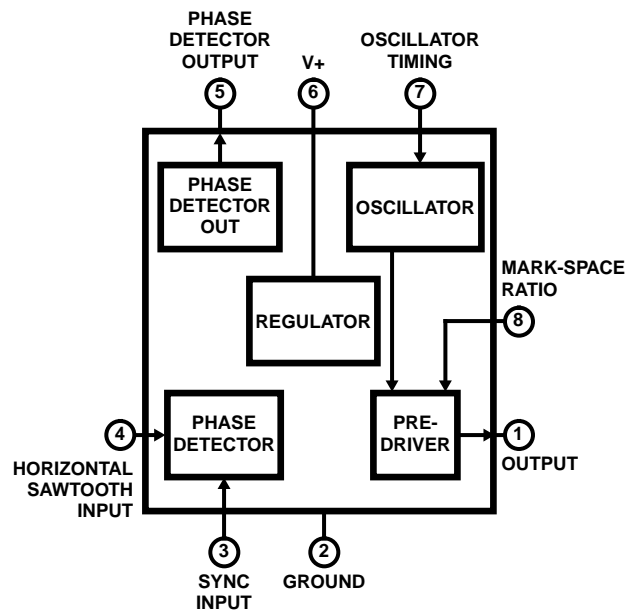 PHASE
DETECTOR
OUTPUT
5
V+
6
OSCILLATOR
TIMING
7
PHASE
DETECTOR
OUT
OSCILLATOR
REGULATOR
MARK-SPACE
RATIO
8
4
HORIZONTAL
SAWTOOTH
INPUT
PHASE
DETECTOR
PRE-
DRIVER
1
OUTPUT
3
SYNC
INPUT
2
GROUND